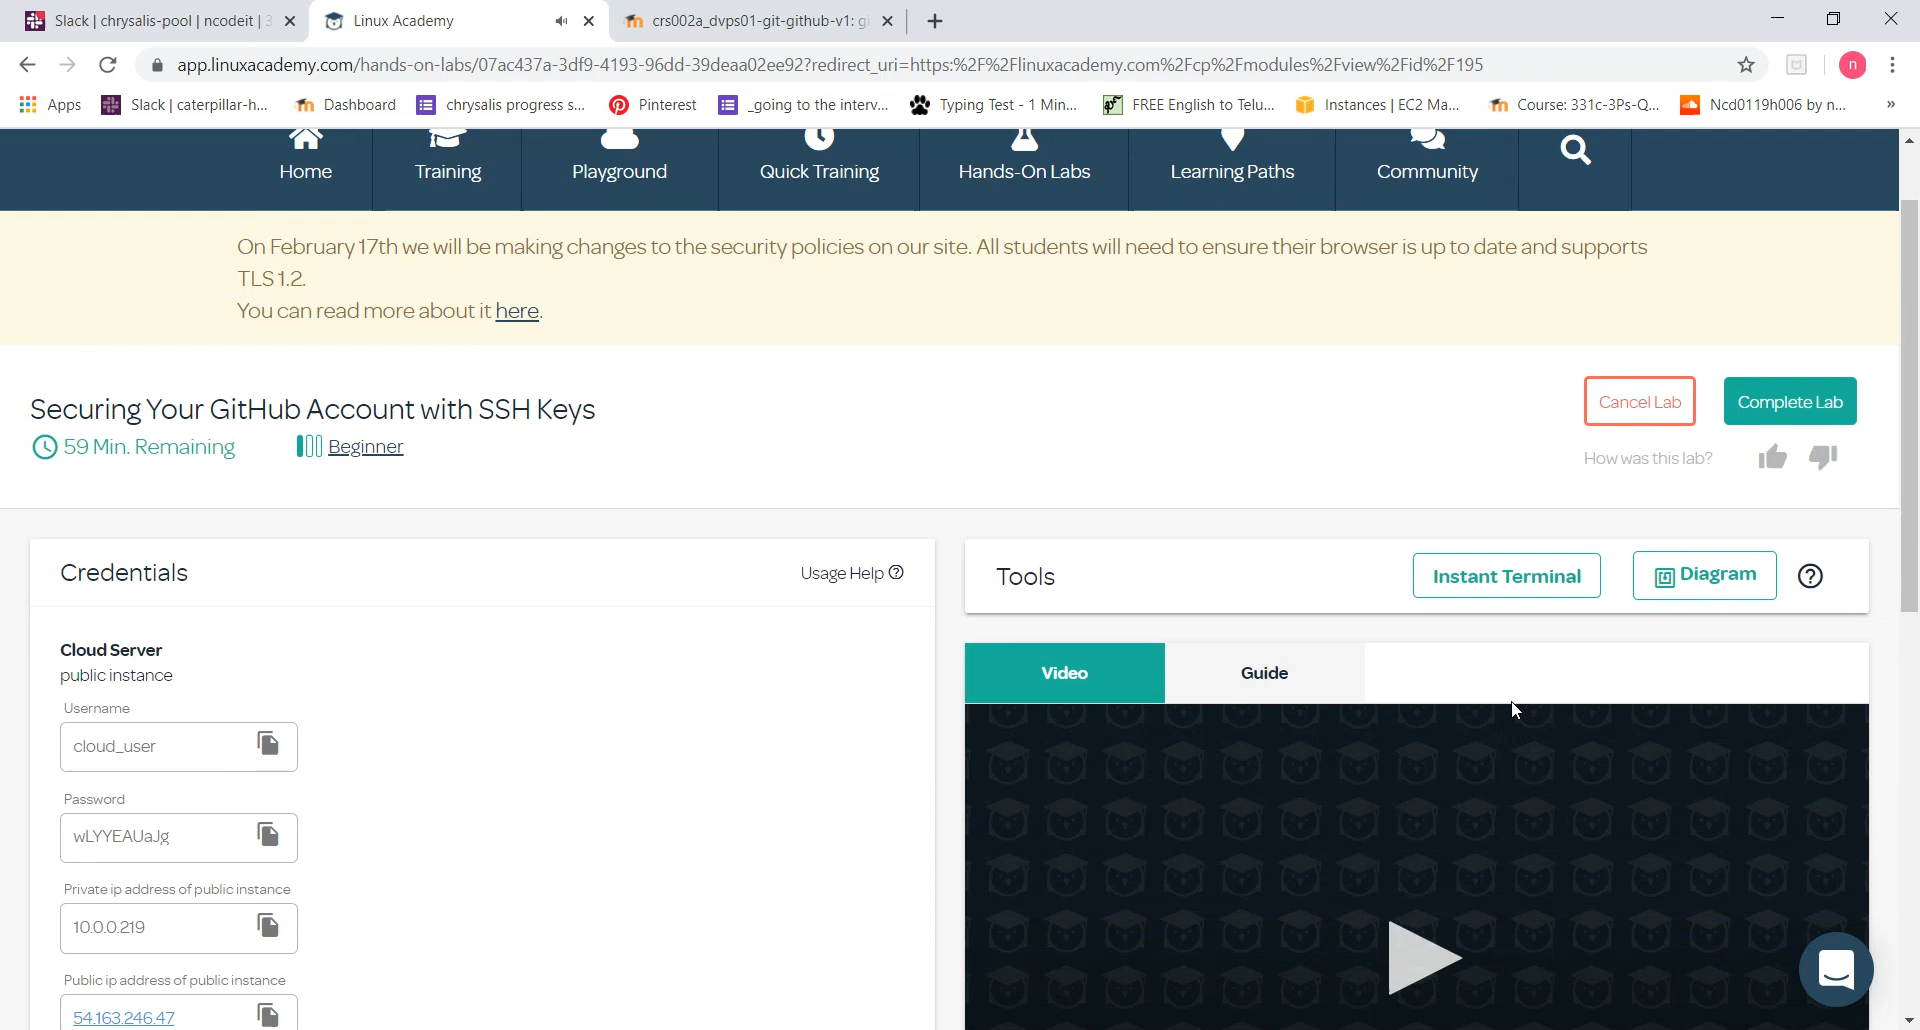 Slack | chrysalis-pool | ncodeit | 3
Linux Academy
crs002a_dvps01-git-github-v1: gi
app.linuxacademy.com/hands-on-labs/07ac437a-3df9-4193-96dd-39deaa02ee92?redirect_uri=https:%2F%2Flinuxacademy.com%2Fcp%2Fmodules%2Fview%2Fid%2F195
n
Apps
Slack | caterpillar-h...
Dashboard
chrysalis progress s...
Pinterest
_going to the interv...
Typing Test - 1 Min...
FREE English to Telu...
Instances | EC2 Ma...
Course: 331c-3Ps-Q...
Ncd0119h006 by n...
»
Home
Training
Playground
Quick Training
Hands-On Labs
Learning Paths
Community
On February 17th we will be making changes to the security policies on our site. All students will need to ensure their browser is up to date and supports
TLS 1.2.
You can read more about it here.
Securing Your GitHub Account with SSH Keys
59 Min. Remaining
Beginner
Cancel Lab
Complete Lab
How was this lab?
Credentials
Usage Help
Tools
Instant Terminal
Diagram
Cloud Server
public instance
Username
cloud_user
Password
wLYYEAUaJg
Private ip address of public instance
10.0.0.219
Public ip address of public instance
54.163.246.47
Video
Guide